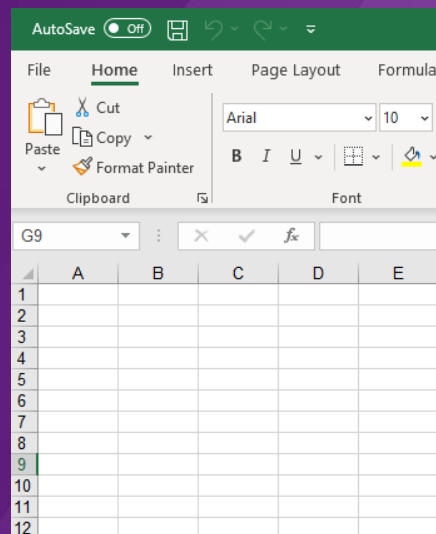 AutoSave Off
File Home Insert Page Layout Formula
Cut
Copy
Paste
Format Painter
Clipboard
Arial 10
B I U
Font
G9 fx
A B C D E
1
2
3
4
5
6
7
8
9
10
11
12